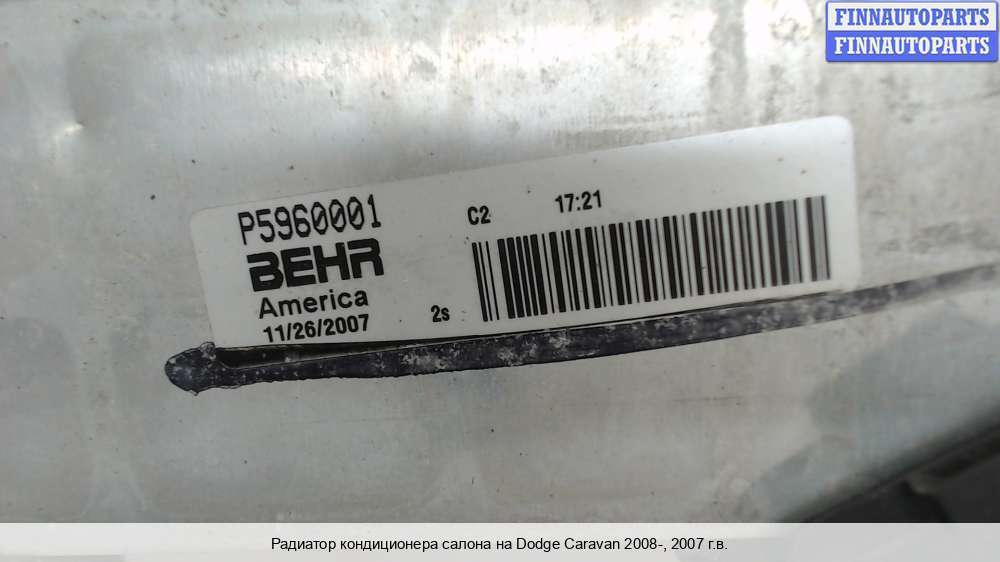 FINNAUTOPARTS
FINNAUTOPARTS
P5960001
C2 17:21
BEHR
America
11/26/2007 2s
Радиатор кондиционера салона на Dodge Caravan 2008-, 2007 г.в.